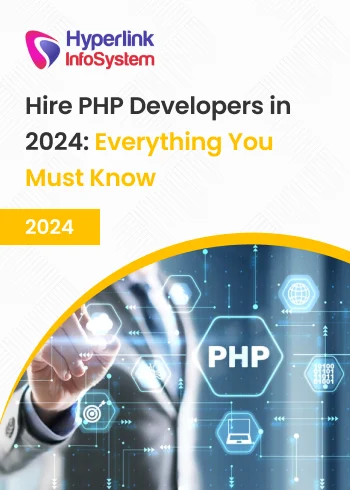 Hyperlink
InfoSystem
Hire PHP Developers in
2024: Everything You
Must Know
2024
PHP